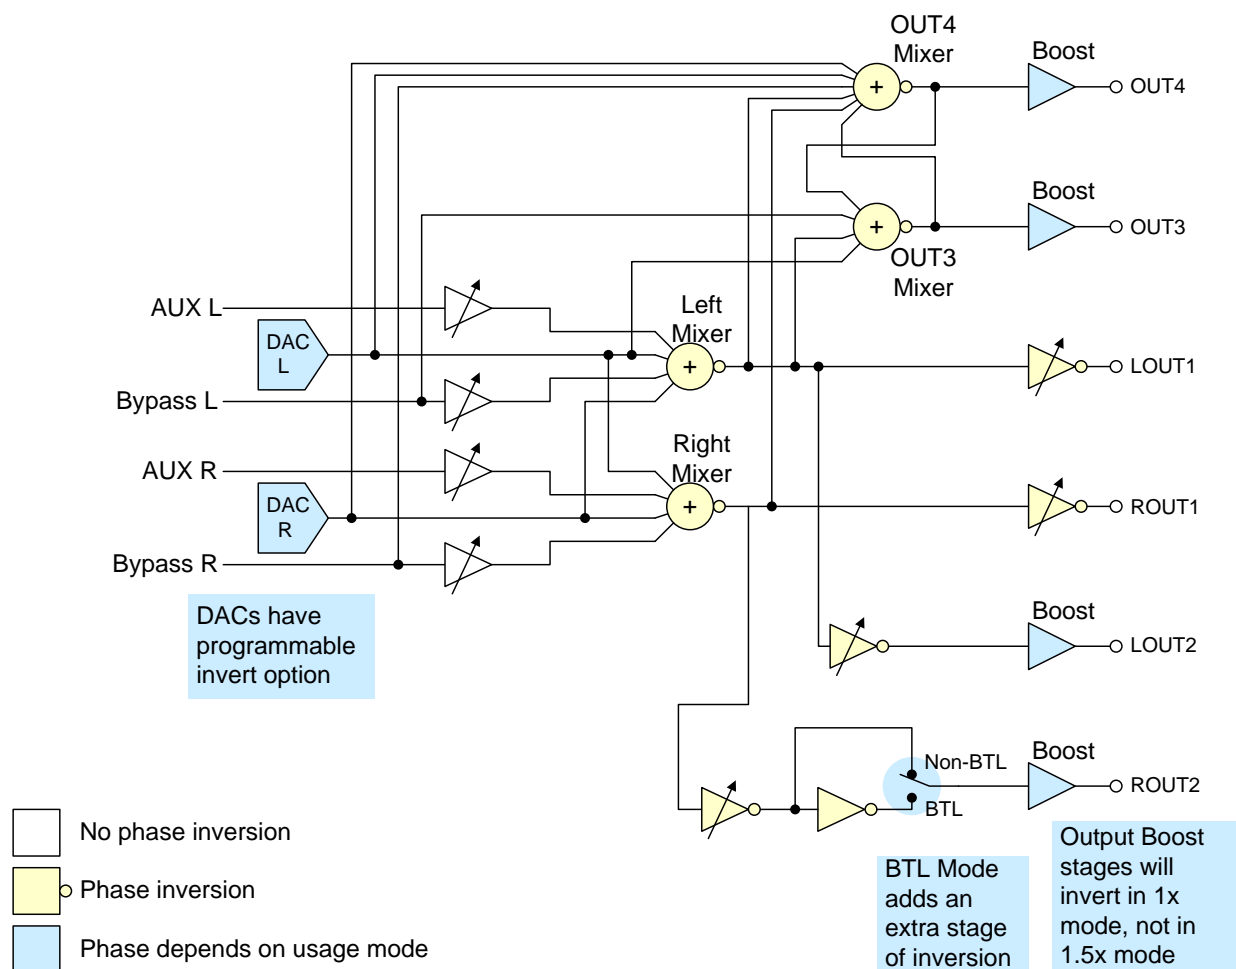 OUT4
Mixer
Boost
+
OUT4
Boost
+
OUT3
OUT3
Mixer
AUX L
Left
Mixer
DAC
L
+
LOUT1
Bypass L
Right
Mixer
AUX R
DAC
R
+
ROUT1
Bypass R
DACs have
programmable
invert option
Boost
LOUT2
Boost
Non-BTL
ROUT2
BTL
No phase inversion
Phase inversion
Phase depends on usage mode
BTL Mode
adds an
extra stage
of inversion
Output Boost
stages will
invert in 1x
mode, not in
1.5x mode